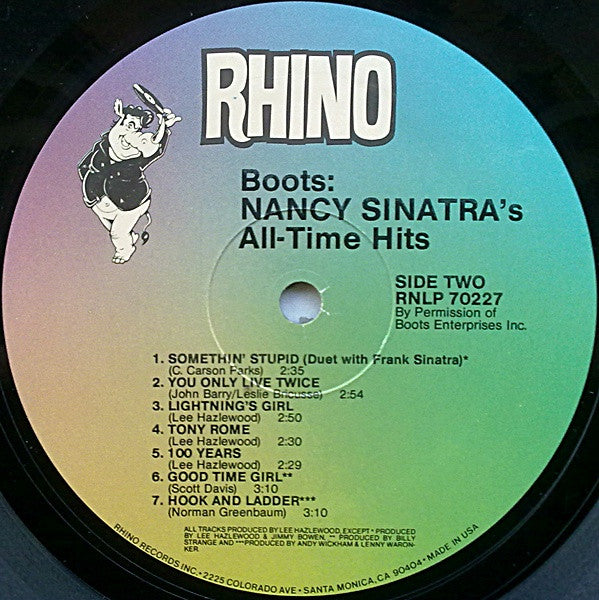 RHINO
Boots:
NANCY SINATRA's
All-Time Hits
SIDE TWO
RNLP 70227
By Permission of
Boots Enterprises Inc.
1. SOMETHIN' STUPID (Duet with Frank Sinatra)*
(C. Carson Parks) 2:35
2. YOU ONLY LIVE TWICE
(John Barry/Leslie Bricusse) 2:54
3. LIGHTNING'S GIRL
(Lee Hazlewood) 2:50
4. TONY ROME
(Lee Hazlewood) 2:30
5. 100 YEARS
(Lee Hazlewood) 2:29
6. GOOD TIME GIRL**
(Scott Davis) 3:10
7. HOOK AND LADDER***
(Norman Greenbaum) 3:10
ALL TRACKS PRODUCED BY LEE HAZLEWOOD, EXCEPT * PRODUCED
BY LEE HAZLEWOOD & JIMMY BOWEN, ** PRODUCED BY BILLY
STRANGE AND ***PRODUCED BY ANDY WICKHAM & LENNY WARON-
KER.
RHINO RECORDS INC. • 2225 COLORADO AVE • SANTA MONICA, CA 90404 • MADE IN USA